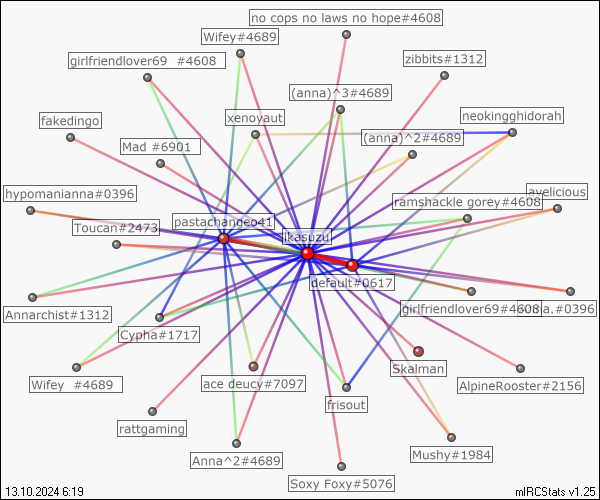 no cops no laws no hope#4608
Wifey#4689
girlfriendlover69 #4608
zibbits#1312
(anna)^3#4689
fakedingo
xenoyaut
neokingghidorah
(anna)^2#4689
Mad #6901
hypomanianna#0396
ramshackle gorey#4608
ayelicious
Toucan#2473
pastachangeo41
ikasuzu
default#0617
Annarchist#1312
girlfriendlover69#4608
#0396
Cypha#1717
Skalman
Wifey #4689
ace deucy#7097
AlpineRooster#2156
frisout
rattgaming
Mushy#1984
Anna^2#4689
Soxy Foxy#5076
13.10.2024 6:19
mIRCStats v1.25